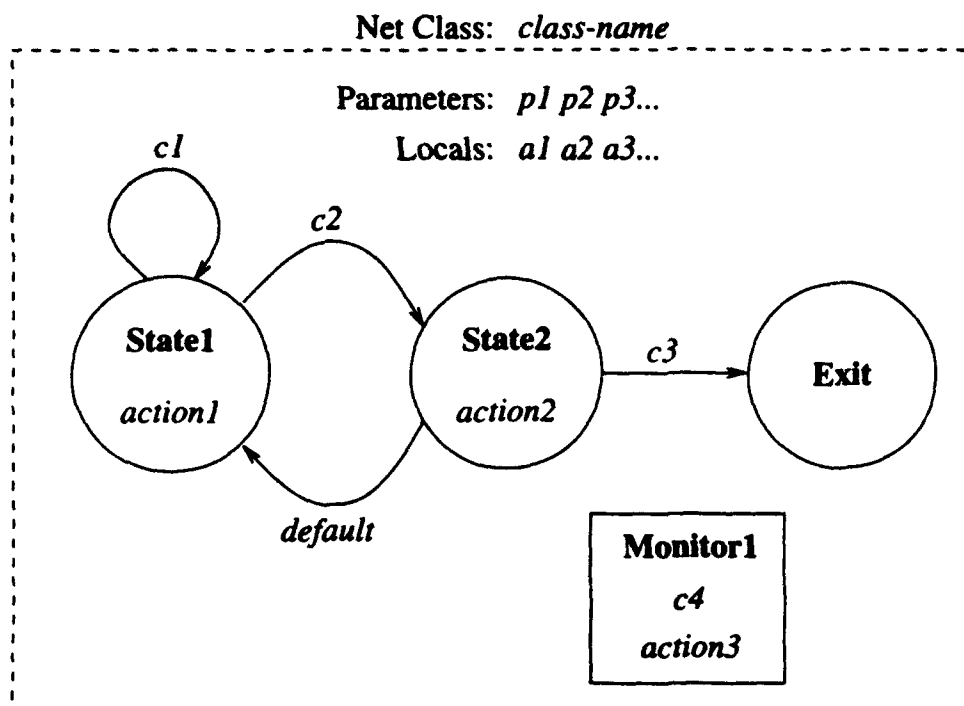 Net Class: class-name
Parameters: p1 p2 p3...
Locals: a1 a2 a3...
c1
c2
State1
action1
State2
action2
c3
Exit
default
Monitor1
c4
action3